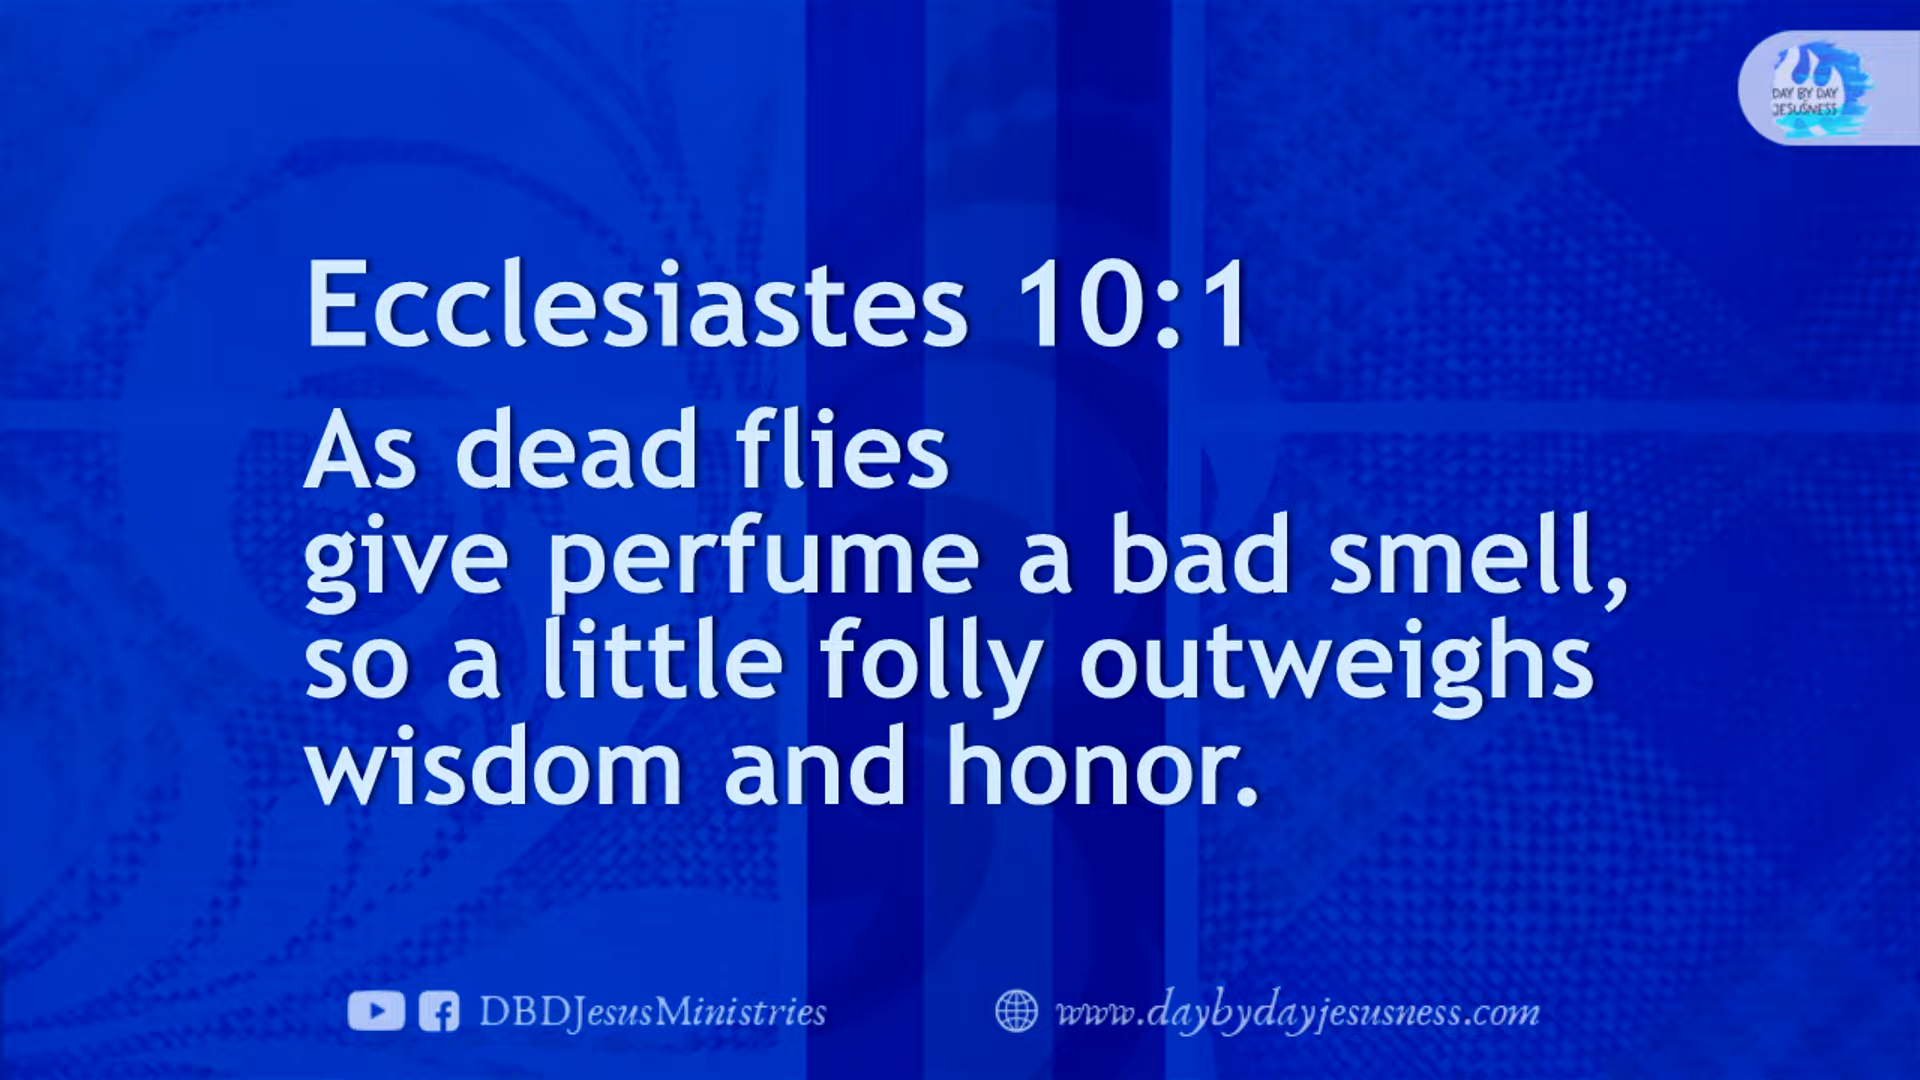 DAY BY DAY
JESUSNESS
Ecclesiastes 10:1
As dead flies
give perfume a bad smell,
so a little folly outweighs
wisdom and honor.
DBDJesusMinistries
www.daybydayjesusness.com